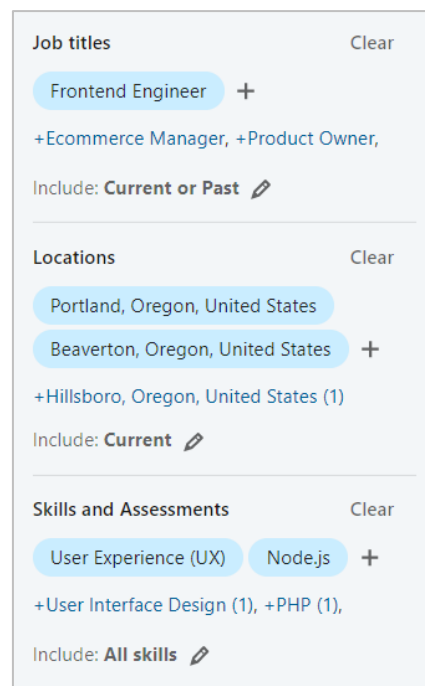 Job titles Clear
Frontend Engineer +
+Ecommerce Manager, +Product Owner,
Include: Current or Past
Locations Clear
Portland, Oregon, United States
Beaverton, Oregon, United States +
+Hillsboro, Oregon, United States (1)
Include: Current
Skills and Assessments Clear
User Experience (UX) Node.js +
+User Interface Design (1), +PHP (1),
Include: All skills